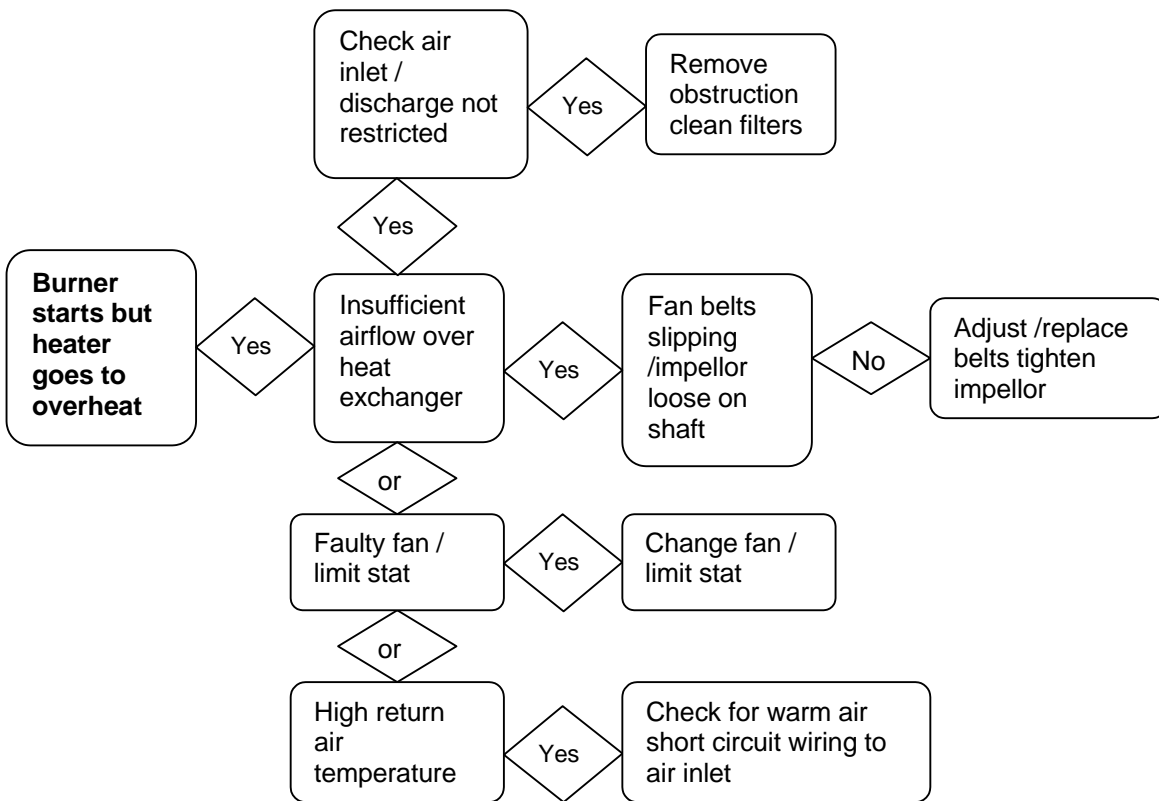 Check air
inlet /
discharge not
restricted
Yes
Remove
obstruction
clean filters
Yes
Burner
starts but
heater
goes to
overheat
Yes
Insufficient
airflow over
heat
exchanger
Yes
Fan belts
slipping
/impellor
loose on
shaft
No
Adjust /replace
belts tighten
impellor
or
Faulty fan /
limit stat
Yes
Change fan /
limit stat
or
High return
air
temperature
Yes
Check for warm air
short circuit wiring to
air inlet